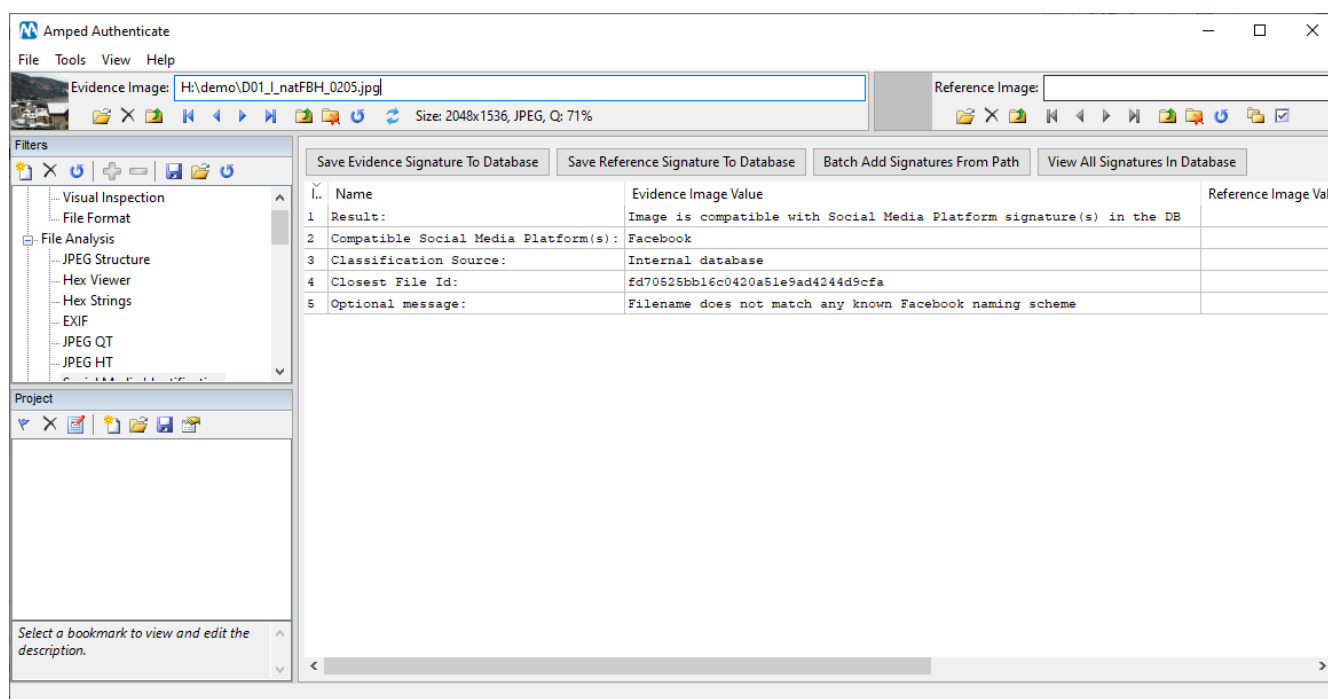 Amped Authenticate
File Tools View Help
Evidence Image: H:\demo\D01_I_natFBH_0205.jpg
Reference Image:
Size: 2048x1536, JPEG, Q: 71%
Filters
Visual Inspection
File Format
File Analysis
JPEG Structure
Hex Viewer
Hex Strings
EXIF
JPEG QT
JPEG HT
Project
Select a bookmark to view and edit the
description.
Save Evidence Signature To Database Save Reference Signature To Database Batch Add Signatures From Path View All Signatures In Database
I.. Name Evidence Image Value Reference Image Val
1 Result: Image is compatible with Social Media Platform signature(s) in the DB
2 Compatible Social Media Platform(s): Facebook
3 Classification Source: Internal database
4 Closest File Id: fd70525bb16c0420a51e9ad4244d9cfa
5 Optional message: Filename does not match any known Facebook naming scheme